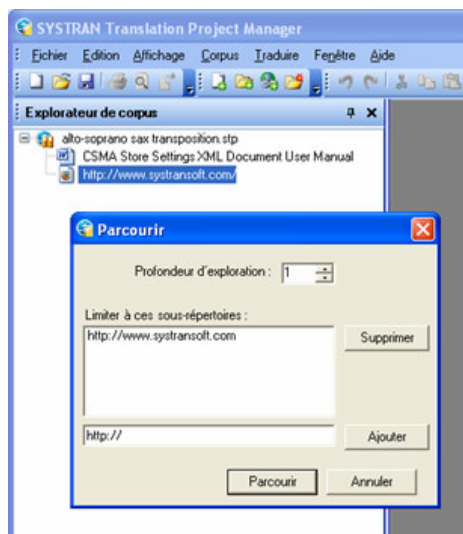 SYSTRAN Translation Project Manager
Fichier Edition Affichage Corpus Traduire Fenêtre Aide
Explorateur de corpus
alto-soprano sax transposition.stp
CSMA Store Settings XML Document User Manual
http://www.systransoft.com/
Parcourir
Profondeur d'exploration : 1
Limiter à ces sous-répertoires :
http://www.systransoft.com
Supprimer
http://
Ajouter
Parcourir Annuler